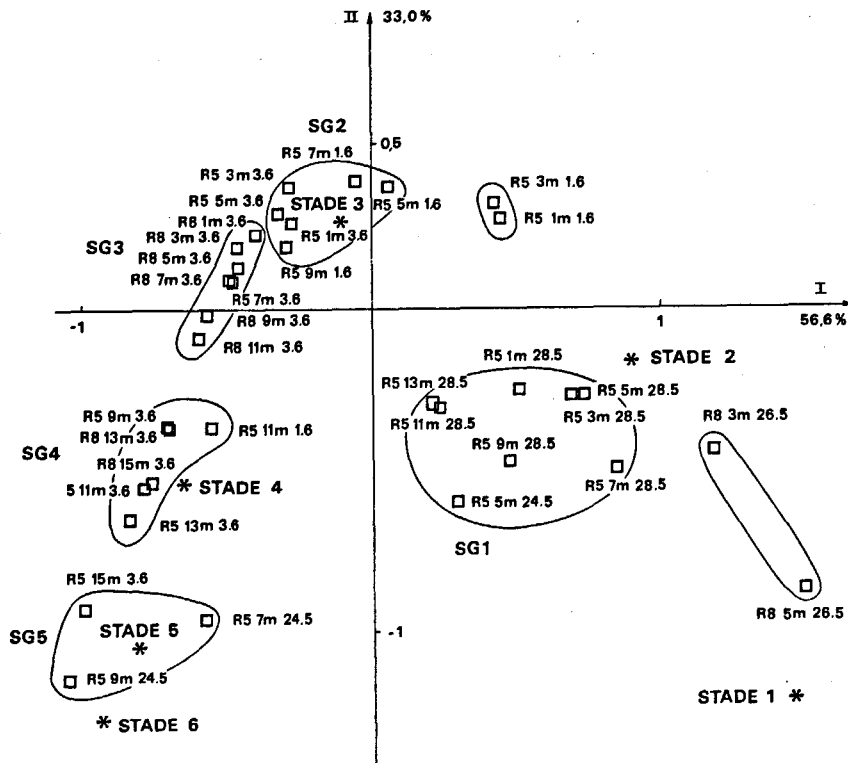 II 33,0%
SG2
0,5
R5 7m 1.6
R5 3m 3.6
R5 3m 1.6
R5 5m 3.6
STADE 3
R5 5m 1.6
R8 1m 3.6
R5 1m 1.6
R8 3m 3.6
R5 1m 3.6
SG3
R8 5m 3.6
R5 9m 1.6
R8 7m 3.6
R5 7m 3.6
I
-1
1
56,6%
R8 9m 3.6
R8 11m 3.6
R5 1m 28.5
STADE 2
R5 13m 28.5
R5 5m 28.5
R5 9m 3.6
R5 11m 28.5
R5 3m 28.5
R8 3m 26.5
R8 13m 3.6
R5 11m 1.6
SG4
R5 9m 28.5
R8 15m 3.6
5 11m 3.6
STADE 4
R5 7m 28.5
R5 5m 24.5
R5 13m 3.6
SG1
R5 15m 3.6
R8 5m 26.5
R5 7m 24.5
STADE 5
-1
SG5
R5 9m 24.5
STADE 1
STADE 6